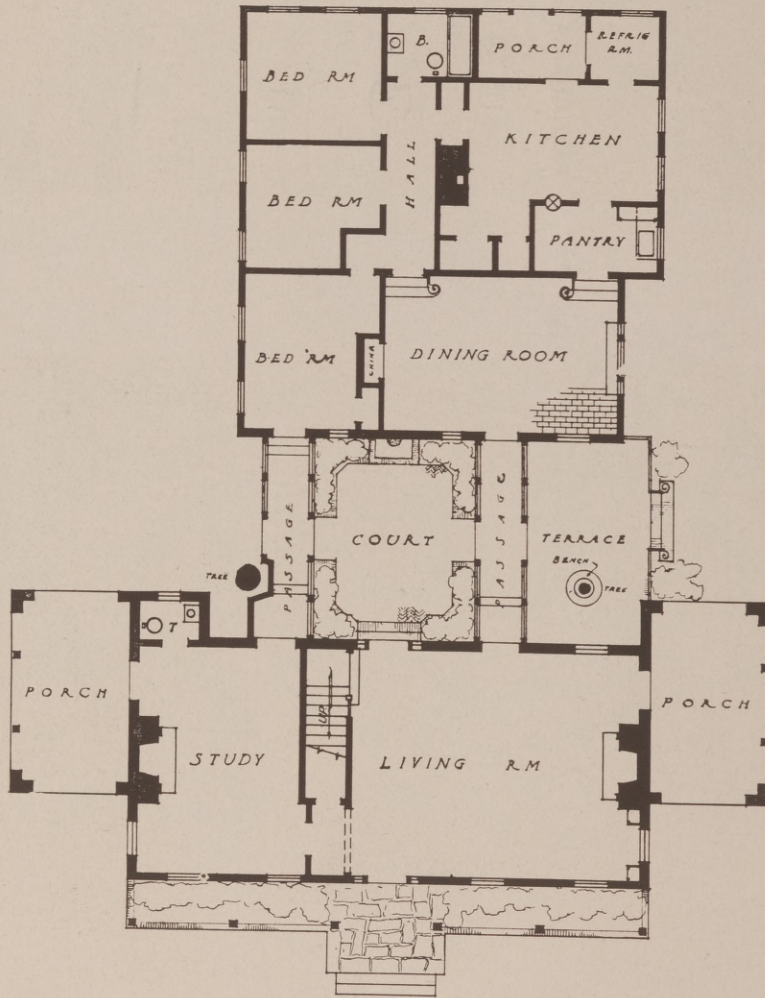 BED RM
B.
PORCH
REFRIG
RM.
KITCHEN
HALL
BED RM
PANTRY
BED RM
CHINA
DINING ROOM
PASSAGE
COURT
PASSAGE
TERRACE
BENCH
TREE
TREE
T
PORCH
STUDY
UP
LIVING RM
PORCH